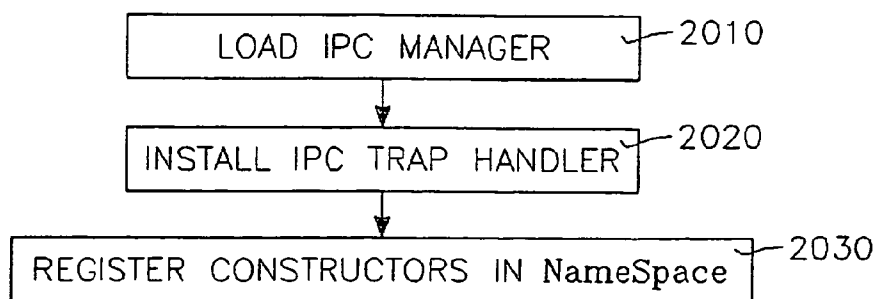 LOAD IPC MANAGER 2010
INSTALL IPC TRAP HANDLER 2020
REGISTER CONSTRUCTORS IN NameSpace 2030